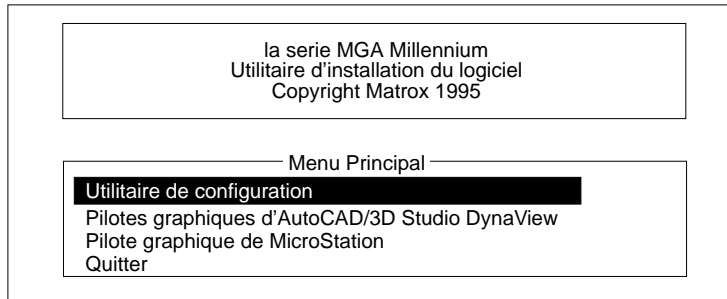 la serie MGA Millennium
Utilitaire d'installation du logiciel
Copyright Matrox 1995
Menu Principal
Utilitaire de configuration
Pilotes graphiques d'AutoCAD/3D Studio DynaView
Pilote graphique de MicroStation
Quitter